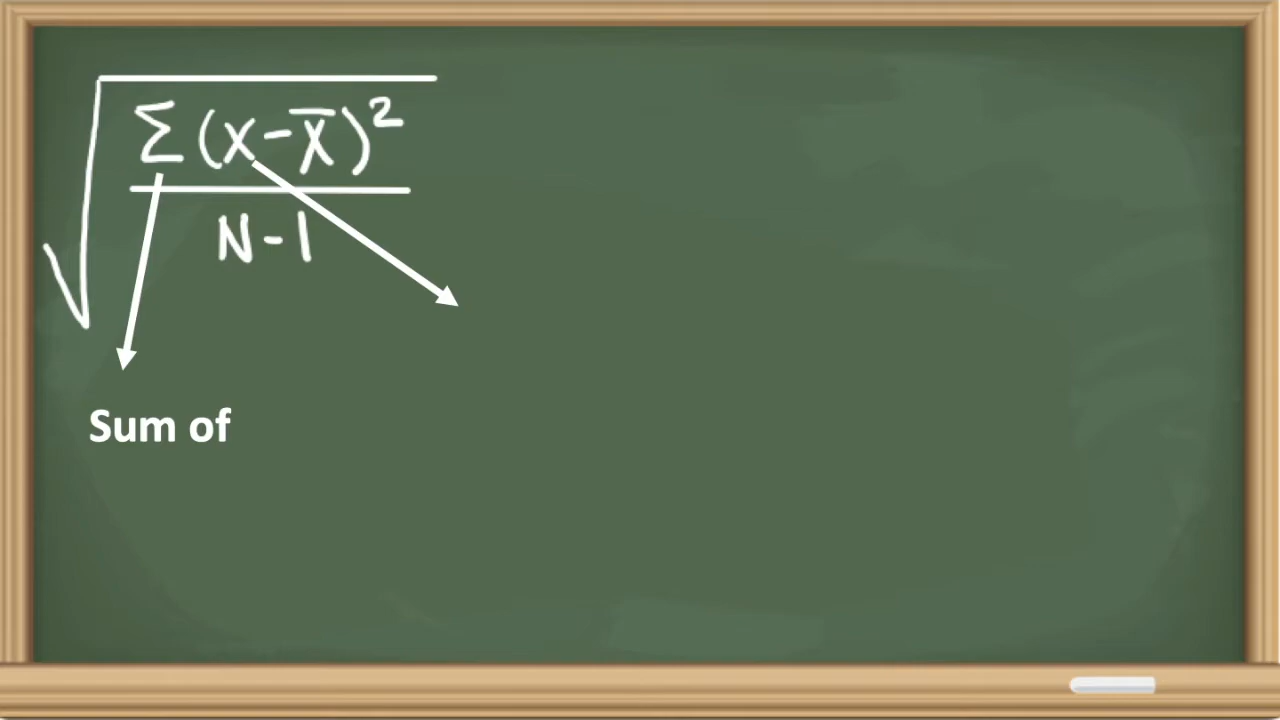 √(Σ(x-x̄)²
N-1
Sum of